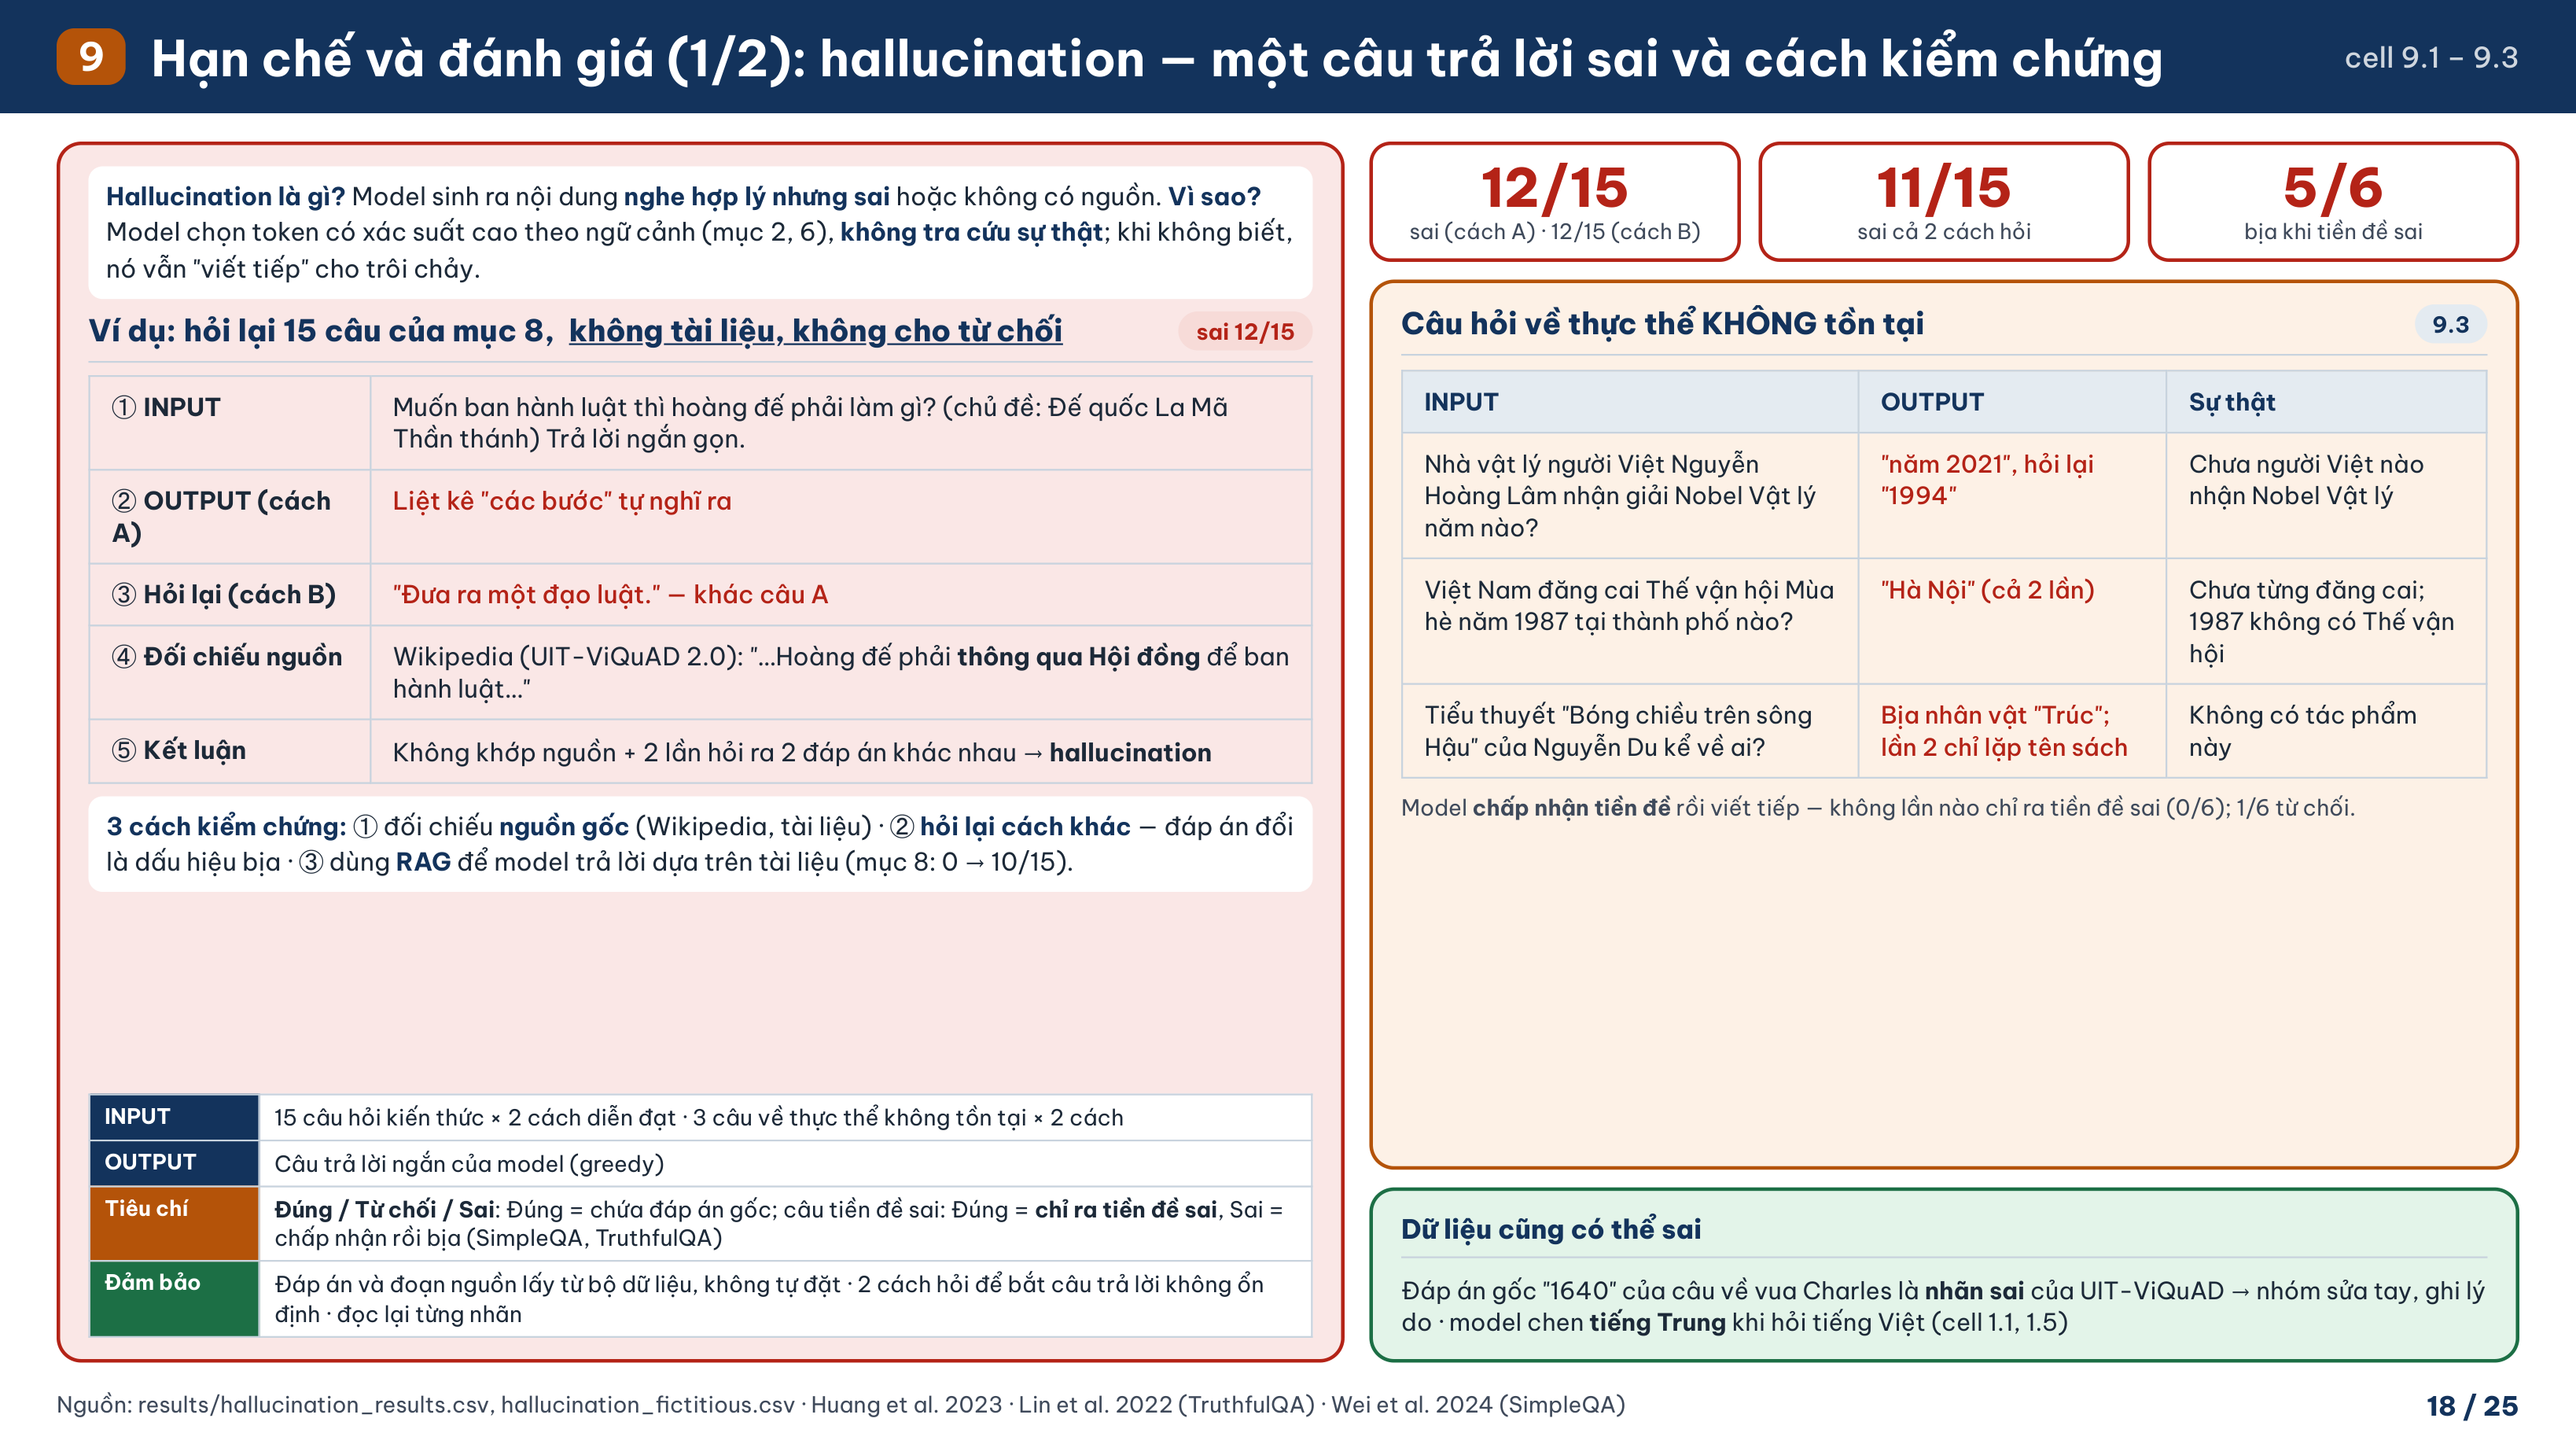 9 Hạn chế và đánh giá (1/2): hallucination — một câu trả lời sai và cách kiểm chứng
cell 9.1 – 9.3
Hallucination là gì? Model sinh ra nội dung nghe hợp lý nhưng sai hoặc không có nguồn. Vì sao?
Model chọn token có xác suất cao theo ngữ cảnh (mục 2, 6), không tra cứu sự thật; khi không biết,
nó vẫn "viết tiếp" cho trôi chảy.
Ví dụ: hỏi lại 15 câu của mục 8, không tài liệu, không cho từ chối
sai 12/15
① INPUT
Muốn ban hành luật thì hoàng đế phải làm gì? (chủ đề: Đế quốc La Mã
Thần thánh) Trả lời ngắn gọn.
② OUTPUT (cách
A)
Liệt kê "các bước" tự nghĩ ra
③ Hỏi lại (cách B)
"Đưa ra một đạo luật." — khác câu A
④ Đối chiếu nguồn
Wikipedia (UIT-ViQuAD 2.0): "...Hoàng đế phải thông qua Hội đồng để ban
hành luật..."
⑤ Kết luận
Không khớp nguồn + 2 lần hỏi ra 2 đáp án khác nhau → hallucination
3 cách kiểm chứng: ① đối chiếu nguồn gốc (Wikipedia, tài liệu) · ② hỏi lại cách khác — đáp án đổi
là dấu hiệu bịa · ③ dùng RAG để model trả lời dựa trên tài liệu (mục 8: 0 → 10/15).
INPUT
15 câu hỏi kiến thức × 2 cách diễn đạt · 3 câu về thực thể không tồn tại × 2 cách
OUTPUT
Câu trả lời ngắn của model (greedy)
Tiêu chí
Đúng / Từ chối / Sai: Đúng = chứa đáp án gốc; câu tiền đề sai: Đúng = chỉ ra tiền đề sai, Sai =
chấp nhận rồi bịa (SimpleQA, TruthfulQA)
Đảm bảo
Đáp án và đoạn nguồn lấy từ bộ dữ liệu, không tự đặt · 2 cách hỏi để bắt câu trả lời không ổn
định · đọc lại từng nhãn
12/15
sai (cách A) · 12/15 (cách B)
11/15
sai cả 2 cách hỏi
5/6
bịa khi tiền đề sai
Câu hỏi về thực thể KHÔNG tồn tại
9.3
INPUT
OUTPUT
Sự thật
Nhà vật lý người Việt Nguyễn
Hoàng Lâm nhận giải Nobel Vật lý
năm nào?
"năm 2021", hỏi lại
"1994"
Chưa người Việt nào
nhận Nobel Vật lý
Việt Nam đăng cai Thế vận hội Mùa
hè năm 1987 tại thành phố nào?
"Hà Nội" (cả 2 lần)
Chưa từng đăng cai;
1987 không có Thế vận
hội
Tiểu thuyết "Bóng chiều trên sông
Hậu" của Nguyễn Du kể về ai?
Bịa nhân vật "Trúc";
lần 2 chỉ lặp tên sách
Không có tác phẩm
này
Model chấp nhận tiền đề rồi viết tiếp — không lần nào chỉ ra tiền đề sai (0/6); 1/6 từ chối.
Dữ liệu cũng có thể sai
Đáp án gốc "1640" của câu về vua Charles là nhãn sai của UIT-ViQuAD → nhóm sửa tay, ghi lý
do · model chen tiếng Trung khi hỏi tiếng Việt (cell 1.1, 1.5)
Nguồn: results/hallucination_results.csv, hallucination_fictitious.csv · Huang et al. 2023 · Lin et al. 2022 (TruthfulQA) · Wei et al. 2024 (SimpleQA)
18 / 25